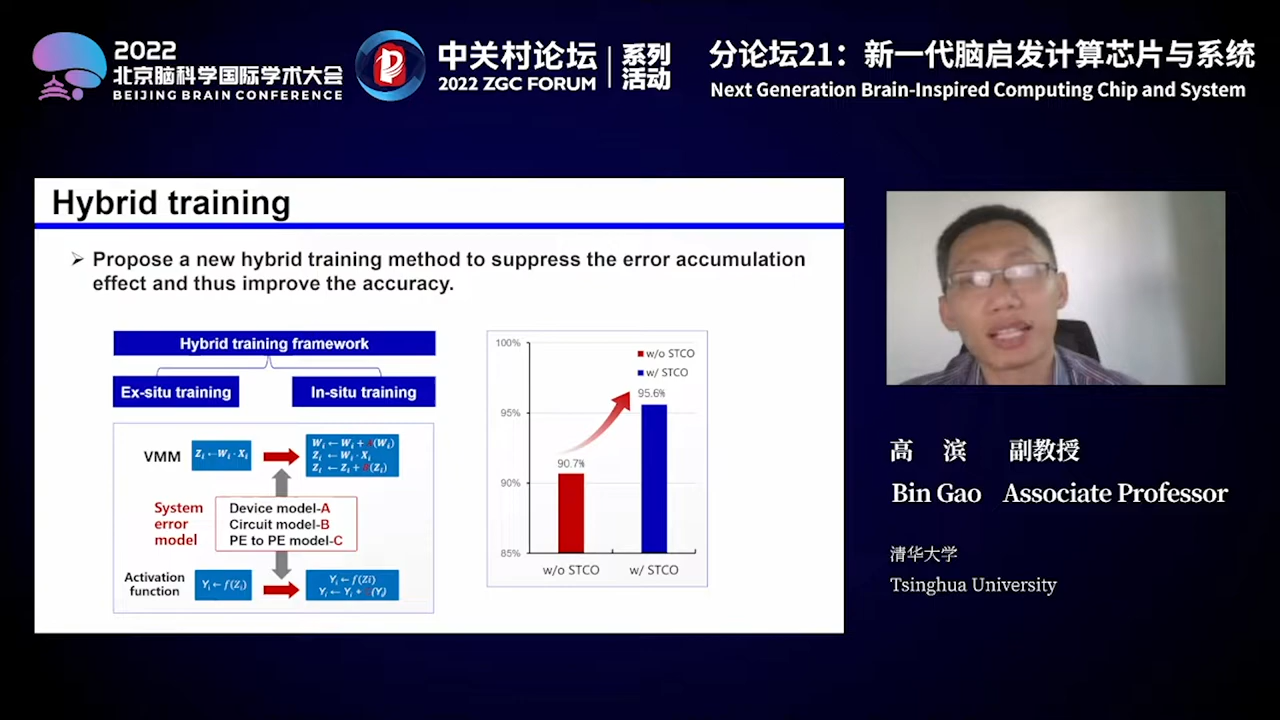 2022
北京脑科学国际学术大会
BEIJING BRAIN CONFERENCE
中关村论坛
2022 ZGC FORUM
系列
活动
分论坛21：新一代脑启发计算芯片与系统
Next Generation Brain-Inspired Computing Chip and System
Hybrid training
➢ Propose a new hybrid training method to suppress the error accumulation
effect and thus improve the accuracy.
Hybrid training framework
Ex-situ training
In-situ training
VMM
Zᵢ ←Wᵢ · Xᵢ
Wᵢ ← Wᵢ + (Wᵢ)
Zᵢ ← Wᵢ · Xᵢ
Zᵢ ← Zᵢ + (Zᵢ)
System
error
model
Device model-A
Circuit model-B
PE to PE model-C
Activation
function
Yᵢ ← f(Zᵢ)
Yᵢ ← f(Zi)
Yᵢ ← Yᵢ + (Yᵢ)
100%
95%
90%
85%
w/o STCO
w/ STCO
90.7%
95.6%
w/o STCO
w/ STCO
高 滨 副教授
Bin Gao Associate Professor
清华大学
Tsinghua University